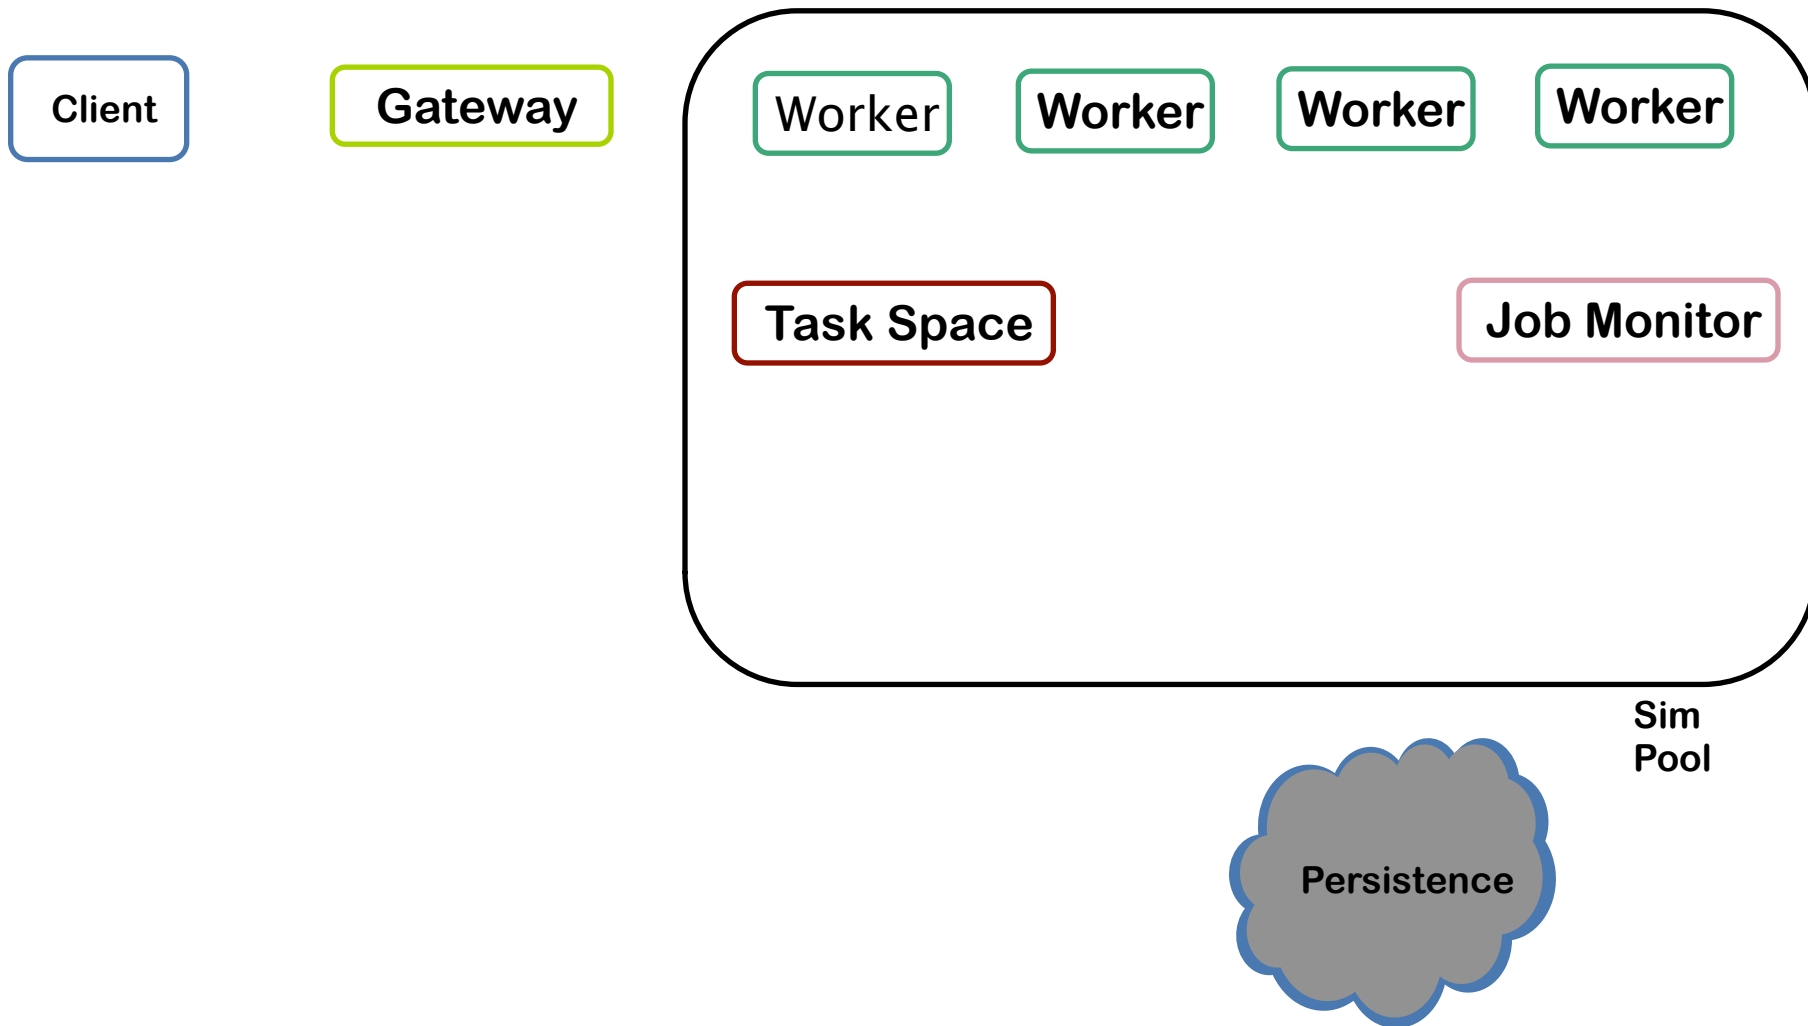 Client
Gateway
Worker
Worker
Worker
Worker
Task Space
Job Monitor
Sim
Pool
Persistence